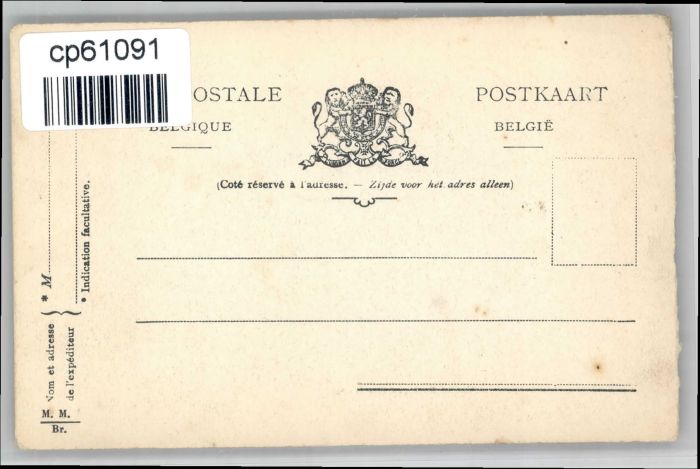 cp61091
OSTALE
POSTKAART
BELGIQUE
BELGIË
(Coté réservé à l'adresse. — Zijde voor het adres alleen)
* M
* Indication facultative.
Nom et adresse
de l'expéditeur
M. M.
Br.